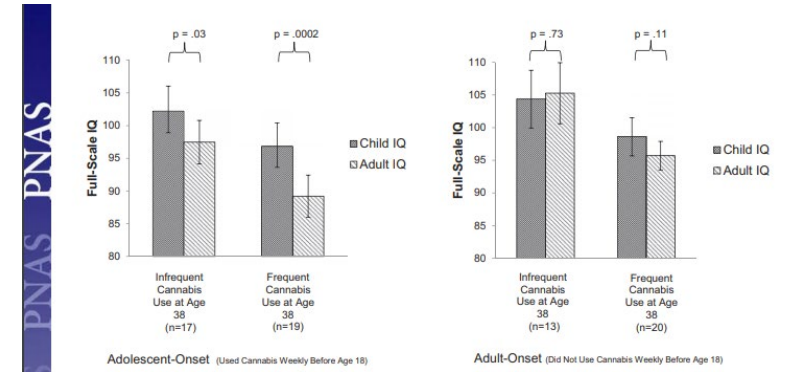 PNAS
PNAS
p = .03
p = .0002
110
105
100
95
90
85
80
Full-Scale IQ
Child IQ
Adult IQ
Infrequent
Cannabis
Use at Age
38
(n=17)
Frequent
Cannabis
Use at Age
38
(n=19)
Adolescent-Onset (Used Cannabis Weekly Before Age 18)
p = .73
p = .11
110
105
100
95
90
85
80
Full-Scale IQ
Child IQ
Adult IQ
Infrequent
Cannabis
Use at Age
38
(n=13)
Frequent
Cannabis
Use at Age
38
(n=20)
Adult-Onset (Did Not Use Cannabis Weekly Before Age 18)